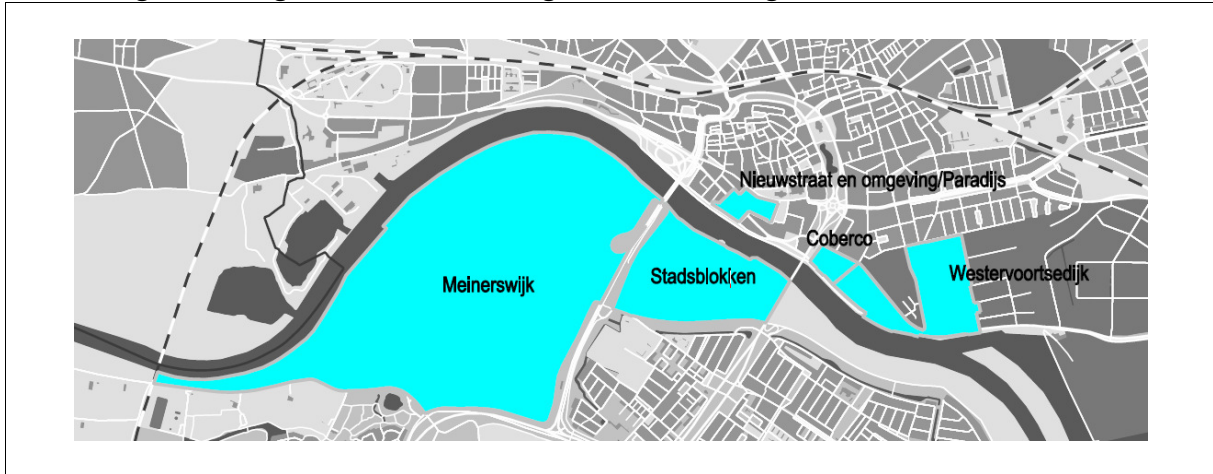 Nieuwstraat en omgeving/Paradijs
Coberco
Westervoortsedijk
Stadsblokken
Meinerswijk